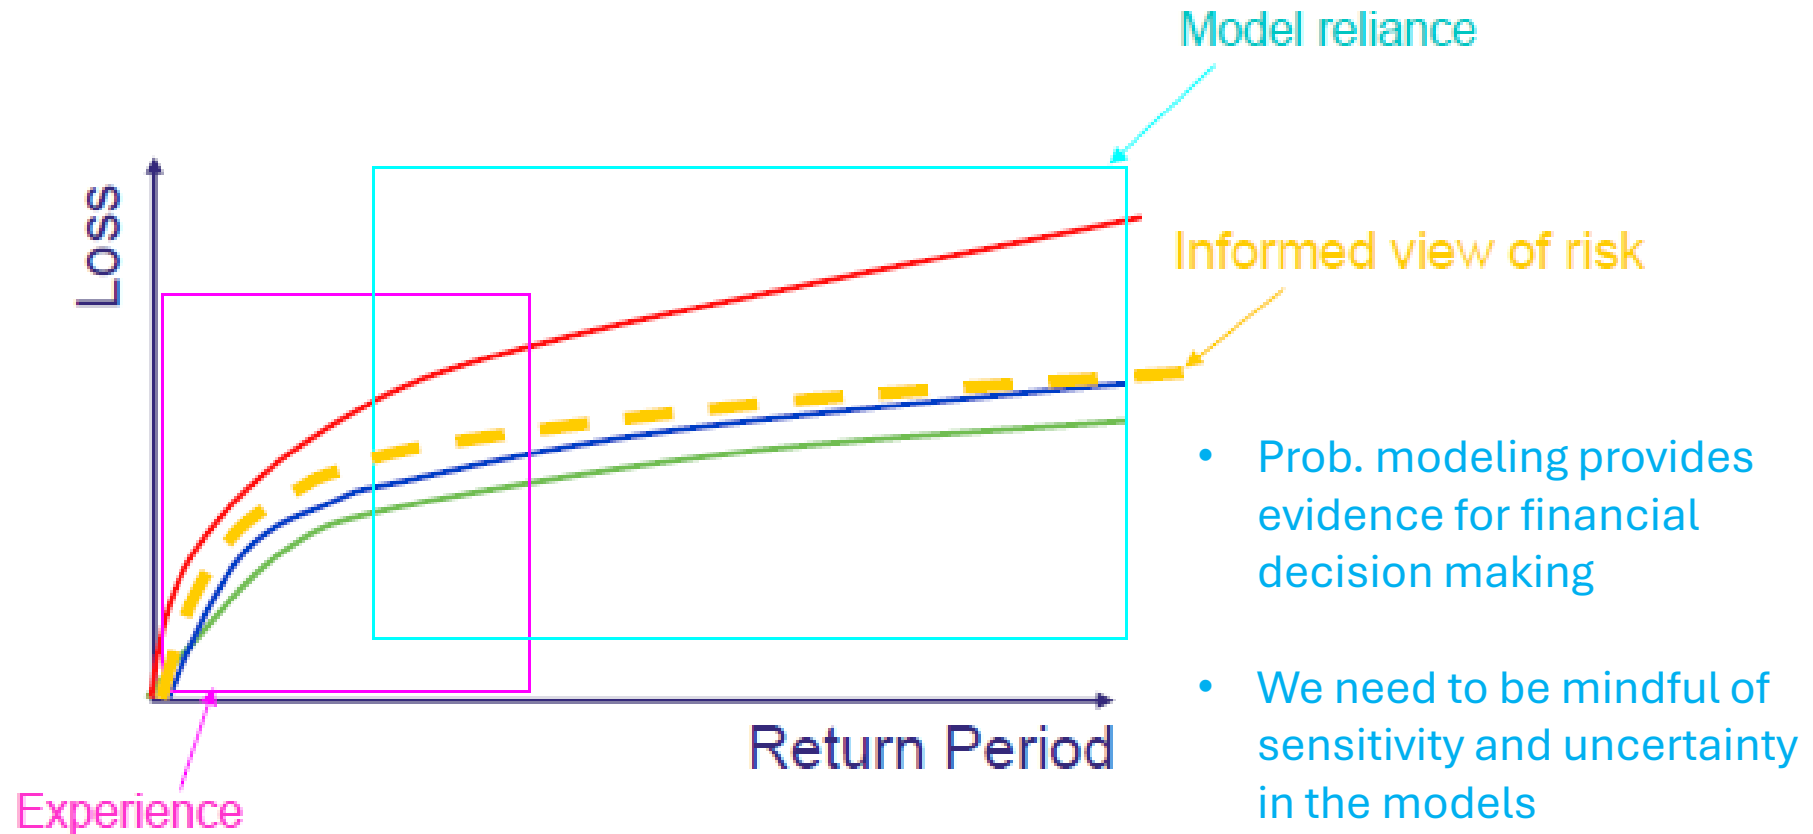 Model reliance
Loss
Informed view of risk
• Prob. modeling provides
evidence for financial
decision making
• We need to be mindful of
sensitivity and uncertainty
in the models
Return Period
Experience